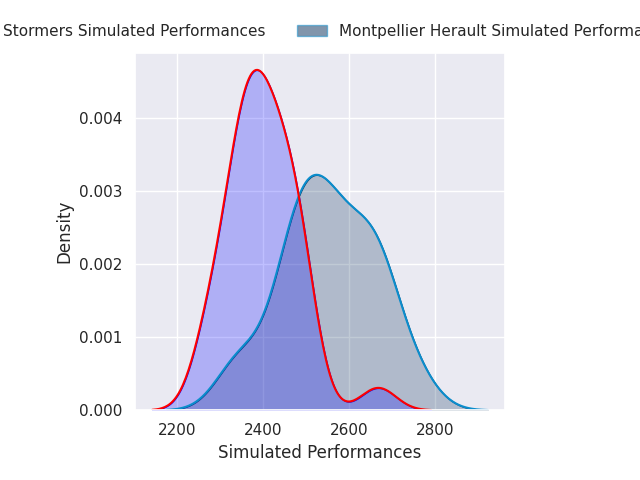 Stormers Simulated Performances
Montpellier Herault Simulated Performa
0.004
0.003
0.002
0.001
0.000
Density
2200 2400 2600 2800
Simulated Performances